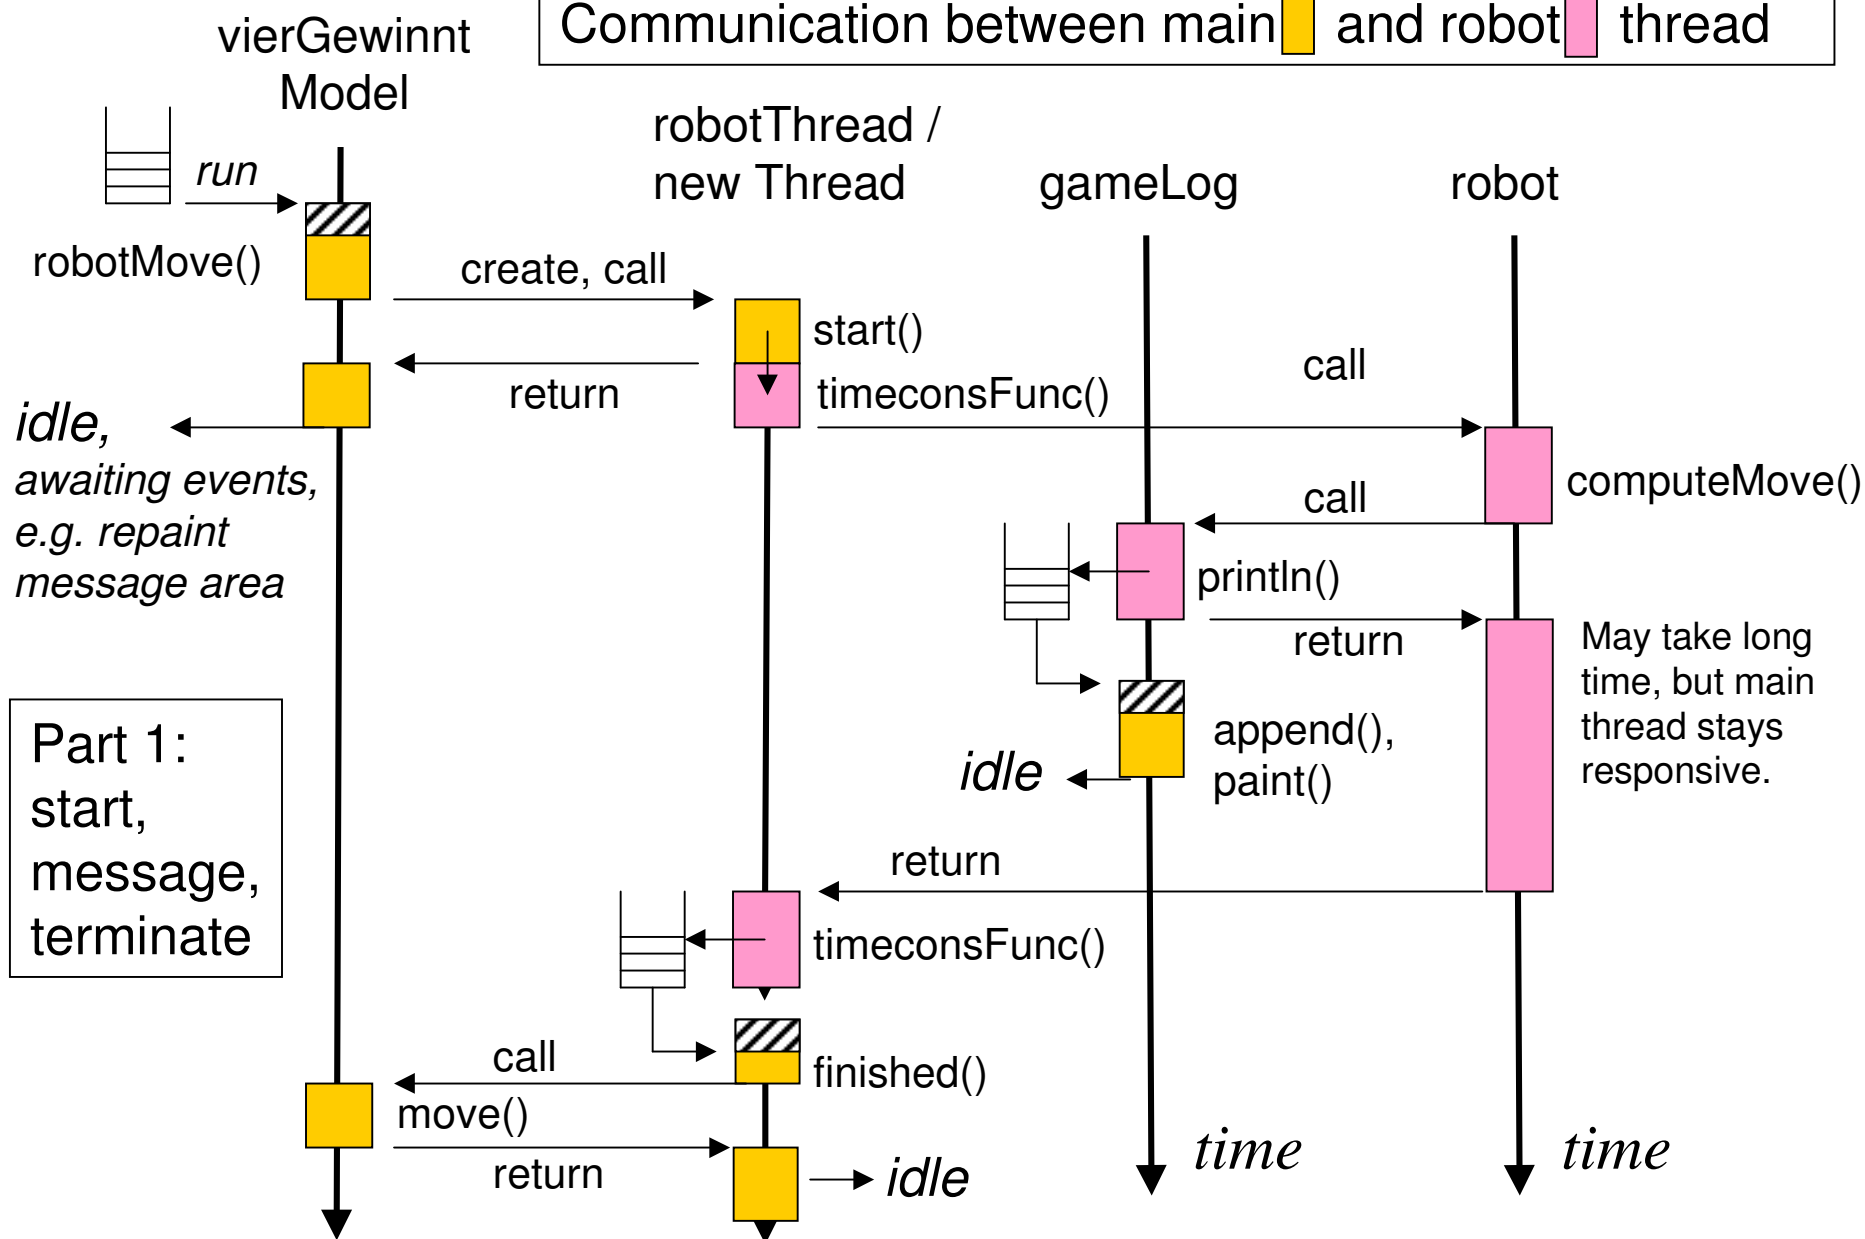 Communication between main and robot thread
vierGewinnt
Model
robotThread /
new Thread
gameLog
robot
run
robotMove()
create, call
start()
call
return
timeconsFunc()
idle,
awaiting events,
e.g. repaint
message area
computeMove()
call
println()
return
May take long
time, but main
thread stays
responsive.
append(),
paint()
idle
Part 1:
start,
message,
terminate
return
timeconsFunc()
call
finished()
move()
return
idle
time
time